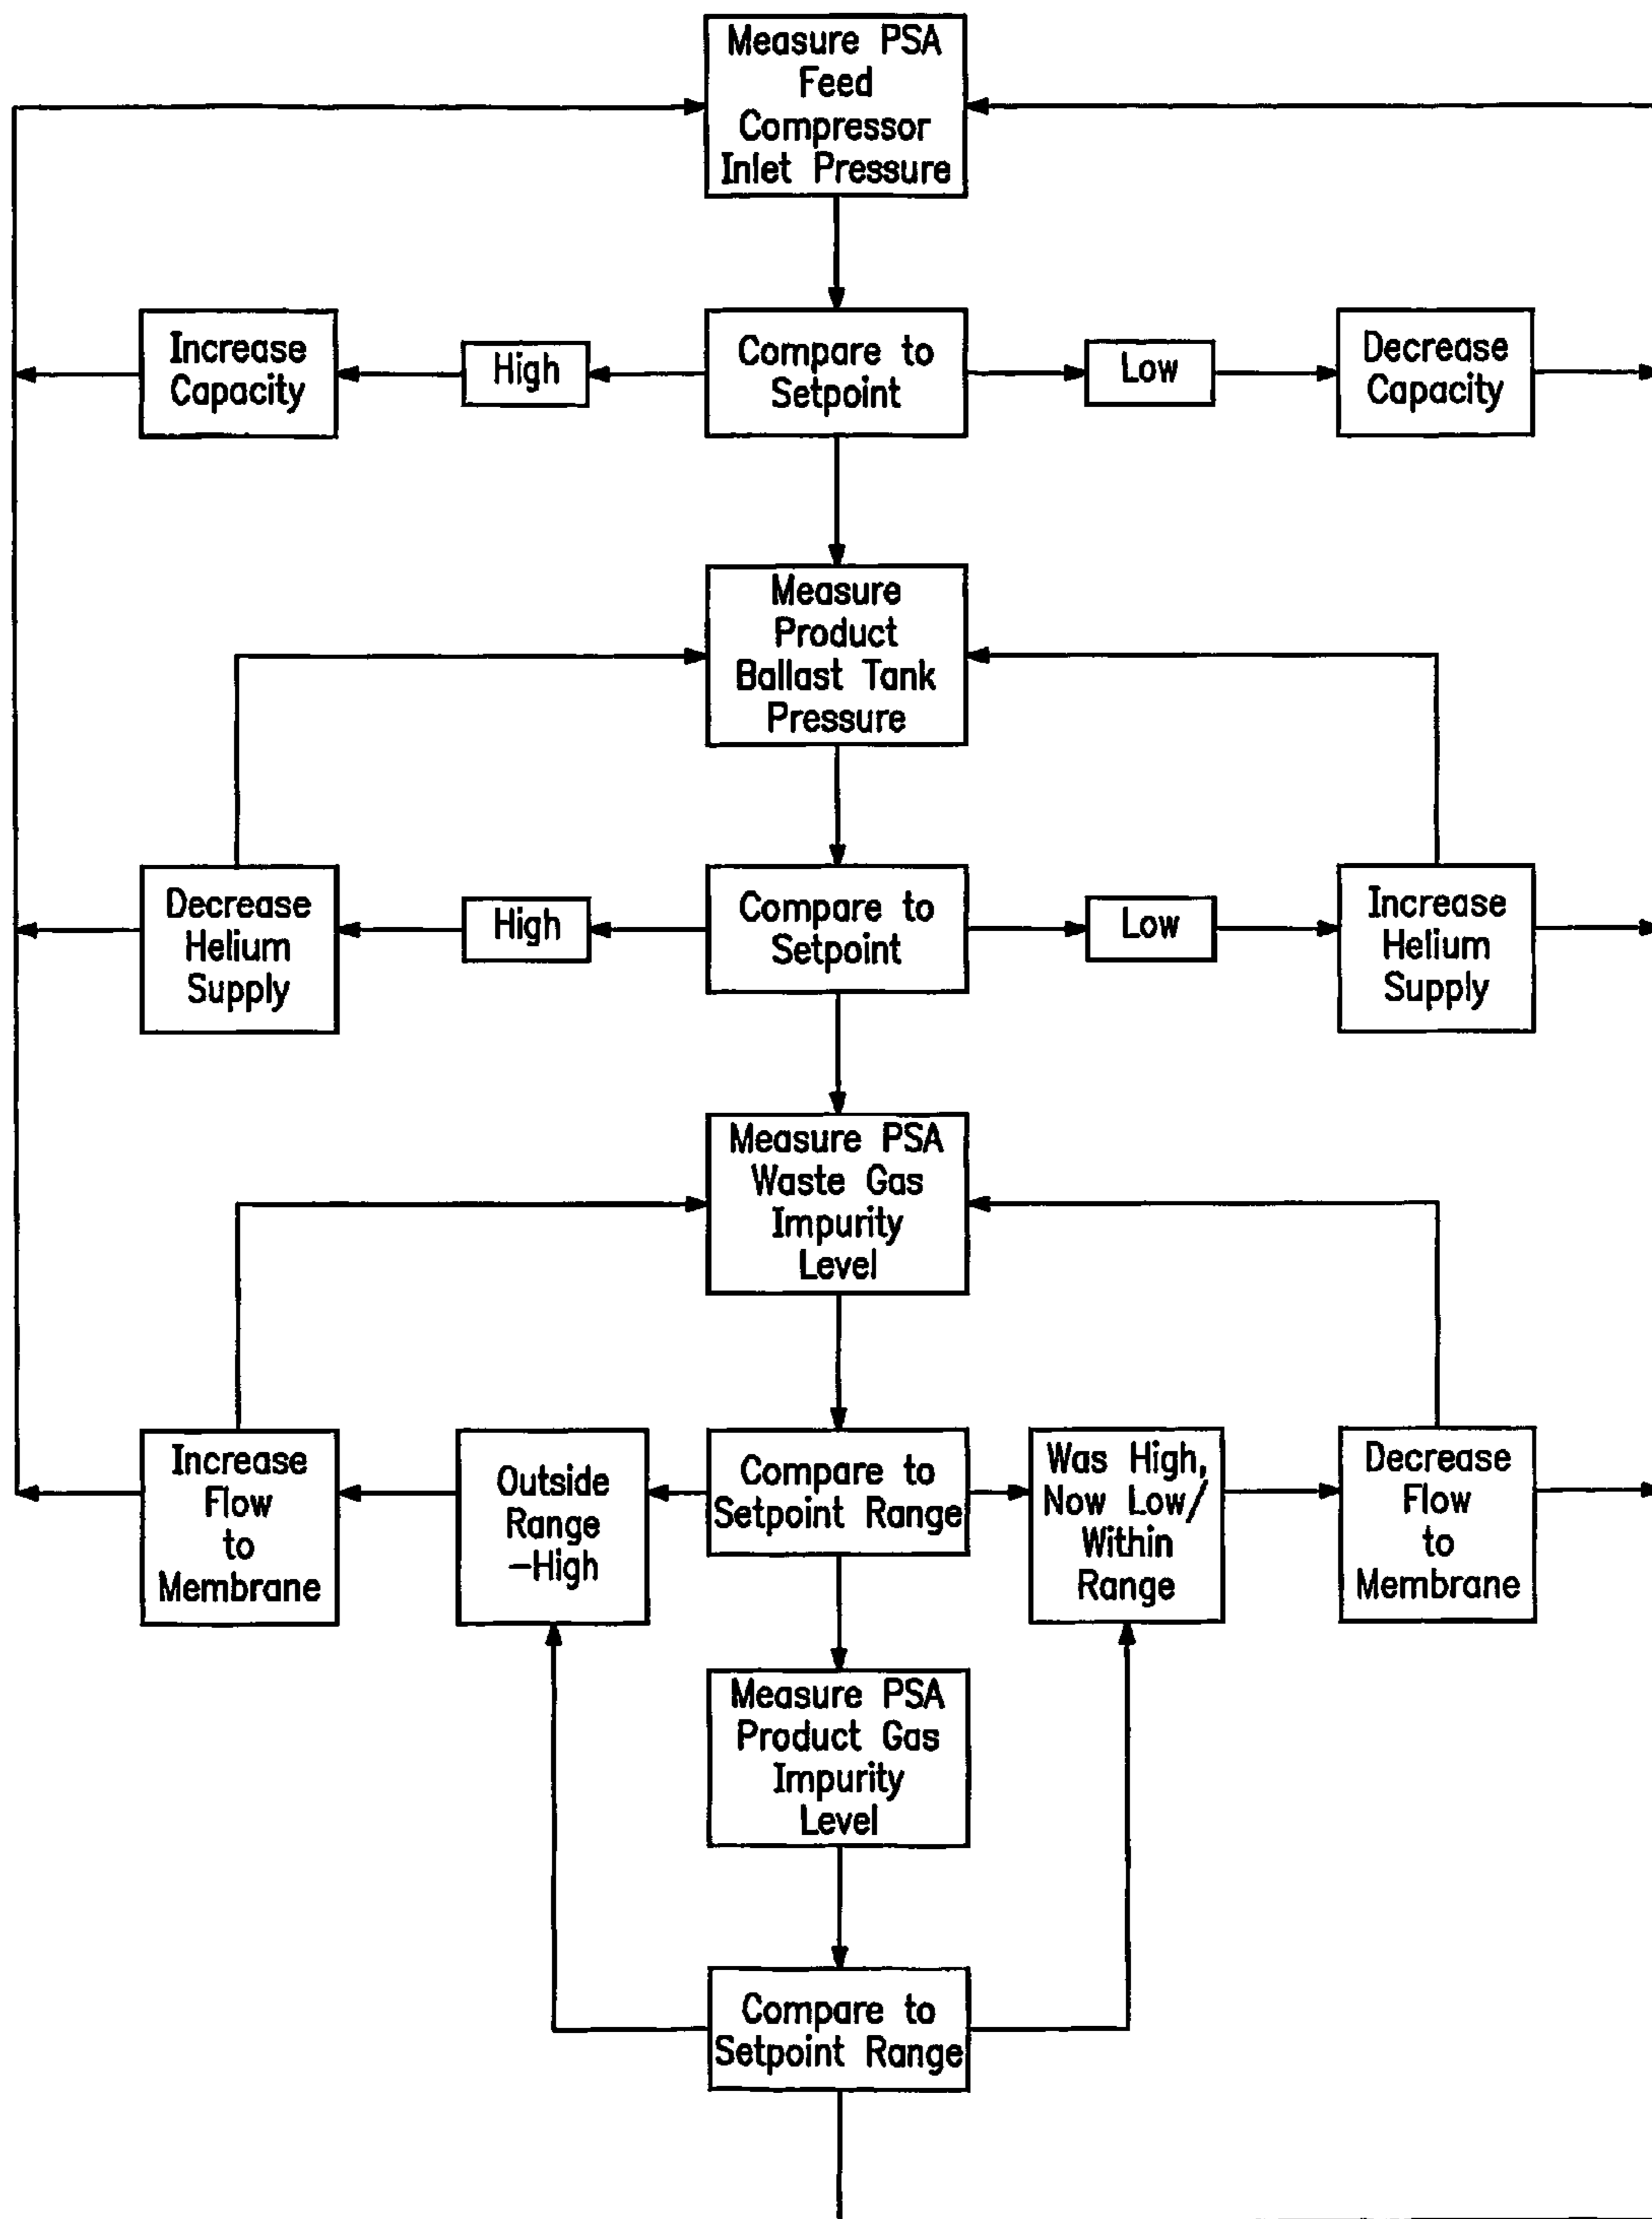 Measure PSA
Feed
Compressor
Inlet Pressure
Increase
Capacity
High
Compare to
Setpoint
Low
Decrease
Capacity
Measure
Product
Ballast Tank
Pressure
Decrease
Helium
Supply
High
Compare to
Setpoint
Low
Increase
Helium
Supply
Measure PSA
Waste Gas
Impurity
Level
Increase
Flow
to
Membrane
Outside
Range
-High
Compare to
Setpoint Range
Was High,
Now Low/
Within
Range
Decrease
Flow
to
Membrane
Measure PSA
Product Gas
Impurity
Level
Compare to
Setpoint Range